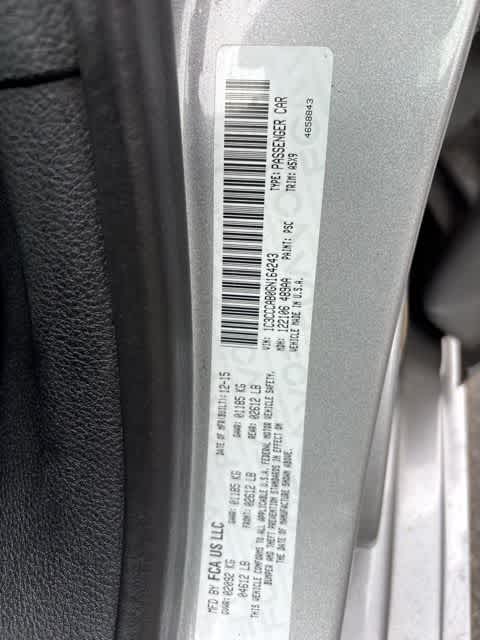 MFD BY FCA US LLC
DATE OF MFR(BUILT): 12-15
GVWR: 02092 KG
04612 LB
GAWR: 01185 KG
FRONT: 02612 LB
GAWR: 01185 KG
REAR: 02612 LB
THIS VEHICLE CONFORMS TO ALL APPLICABLE U.S.A. FEDERAL MOTOR VEHICLE SAFETY,
BUMPER AND THEFT PREVENTION STANDARDS IN EFFECT ON
THE DATE OF MANUFACTURE SHOWN ABOVE.
VIN: 1C3CCCAB0GN164243
TYPE: PASSENGER CAR
MDH: 122106 489AA
PAINT: PSC
TRIM: A5X9
VEHICLE MADE IN U.S.A.
4658843